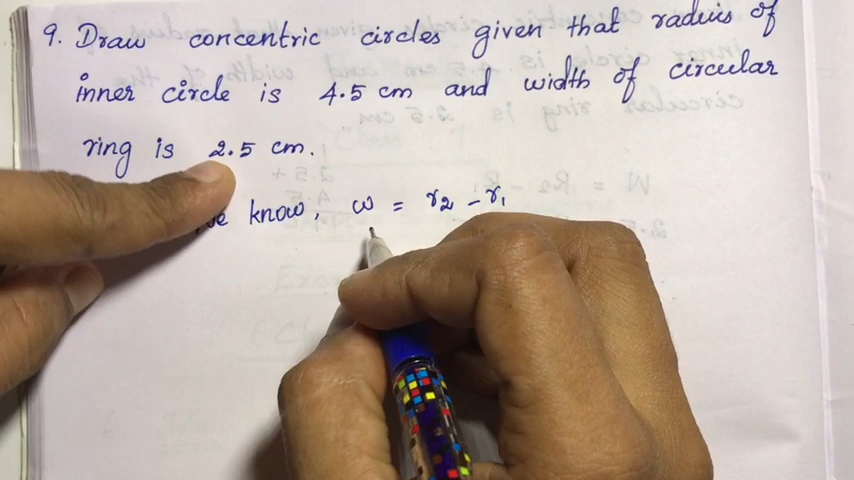 9. Draw concentric circles given that radius of
inner circle is 4.5 cm and width of circular
ring is 2.5 cm.
know, w = r₂ - r₁